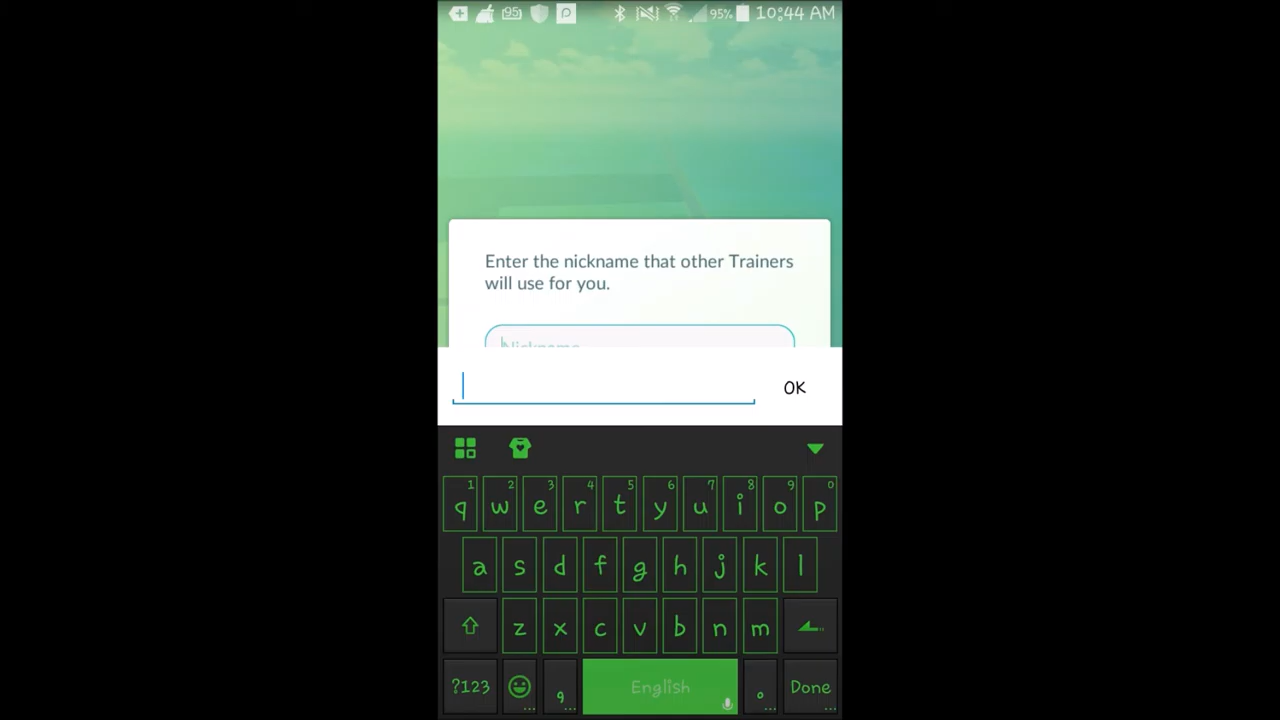 95 95% 10:44 AM
Enter the nickname that other Trainers
will use for you.
Nickname
OK
1 2 3 4 5 6 7 8 9 0
q w e r t y u i o p
a s d f g h j k l
z x c v b n m
?123 , English . Done